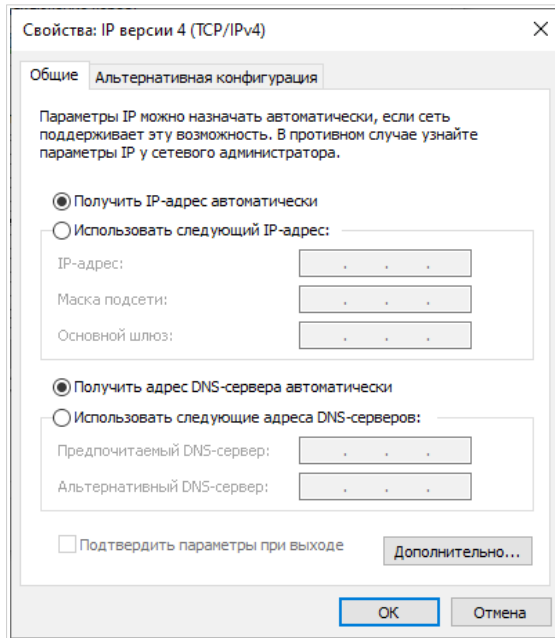 Свойства: IP версии 4 (TCP/IPv4)
Общие
Альтернативная конфигурация
Параметры IP можно назначать автоматически, если сеть
поддерживает эту возможность. В противном случае узнайте
параметры IP у сетевого администратора.
Получить IP-адрес автоматически
Использовать следующий IP-адрес:
IP-адрес:
Маска подсети:
Основной шлюз:
Получить адрес DNS-сервера автоматически
Использовать следующие адреса DNS-серверов:
Предпочитаемый DNS-сервер:
Альтернативный DNS-сервер:
Подтвердить параметры при выходе
Дополнительно...
ОК
Отмена